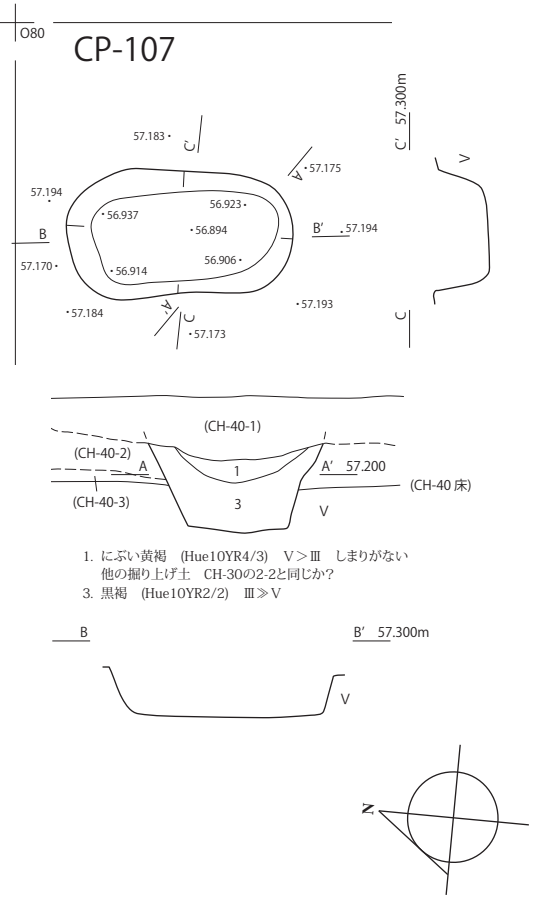 O80
CP-107
57.300m
C′
57.183
C′
57.175
A
V
57.194
56.937
56.923
56.894
B
B′
57.194
57.170
56.914
56.906
57.184
A′
C
57.193
57.173
C
(CH-40-1)
(CH-40-2)
A
1
A′ 57.200
(CH-40-3)
3
V
(CH-40 床)
1. にぶい黄褐 (Hue10YR4/3) Ⅴ>Ⅲ しまりがない
他の掘り上げ土 CH-30の2-2と同じか?
3. 黒褐 (Hue10YR2/2) Ⅲ≫Ⅴ
B
B′ 57.300m
V
N